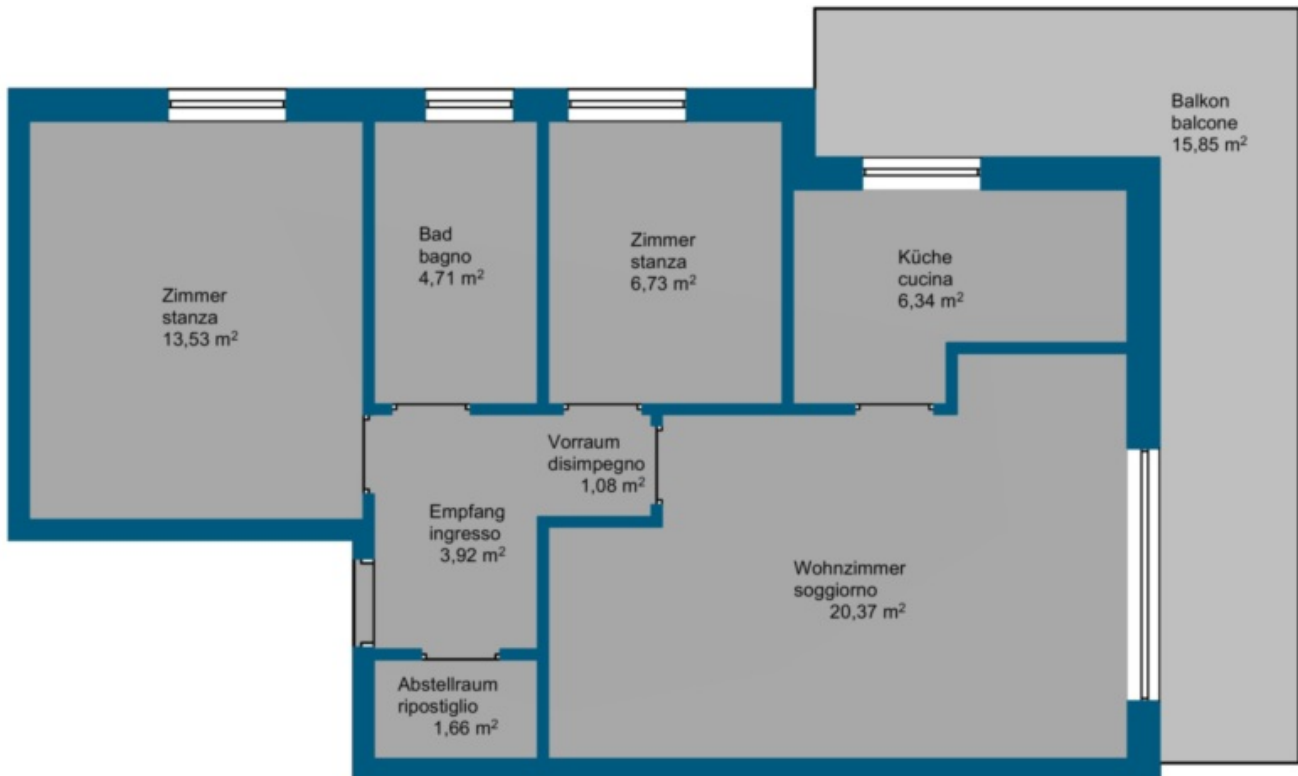 Balkon
balcone
15,85 m²
Bad
bagno
4,71 m²
Zimmer
stanza
6,73 m²
Küche
cucina
6,34 m²
Zimmer
stanza
13,53 m²
Vorraum
disimpegno
1,08 m²
Empfang
ingresso
3,92 m²
Wohnzimmer
soggiorno
20,37 m²
Abstellraum
ripostiglio
1,66 m²